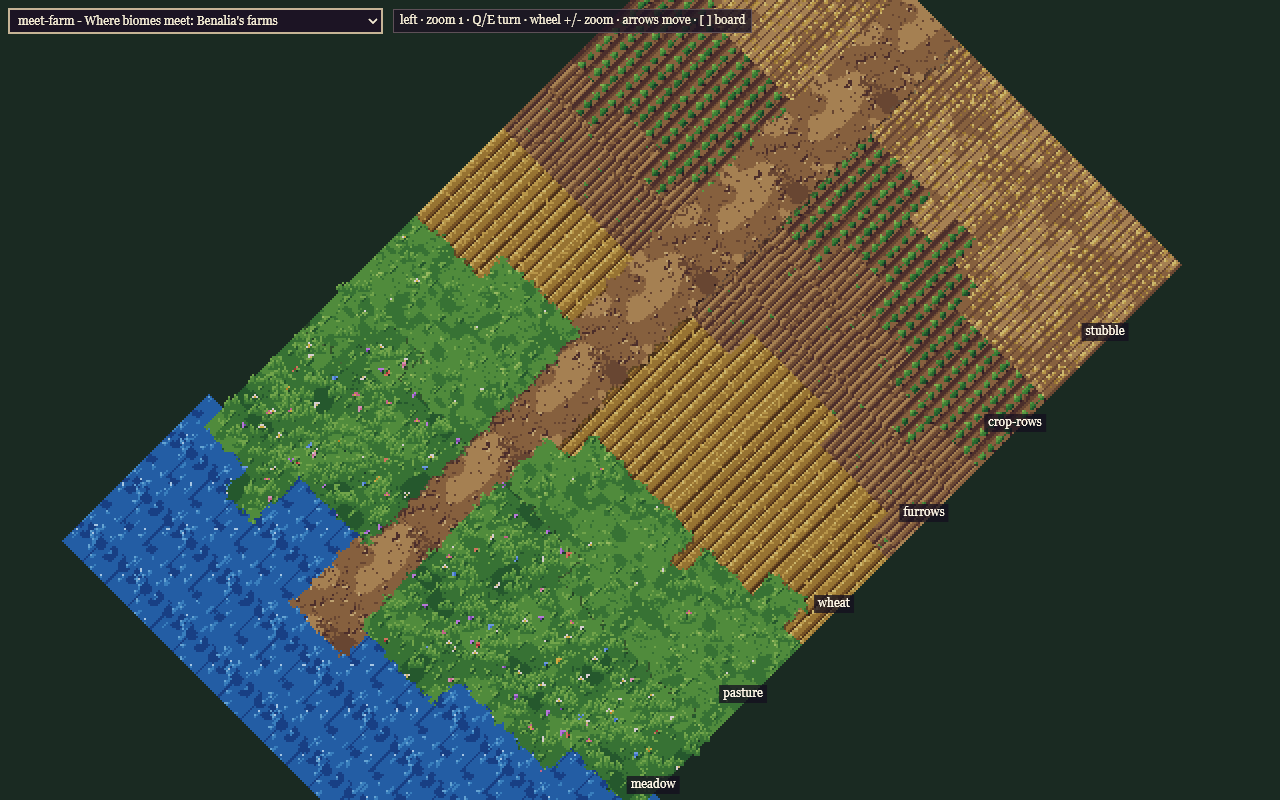 meet-farm - Where biomes meet: Benalia's farms
left · zoom 1 · Q/E turn · wheel +/- zoom · arrows move · [ ] board
stubble
crop-rows
furrows
wheat
pasture
meadow